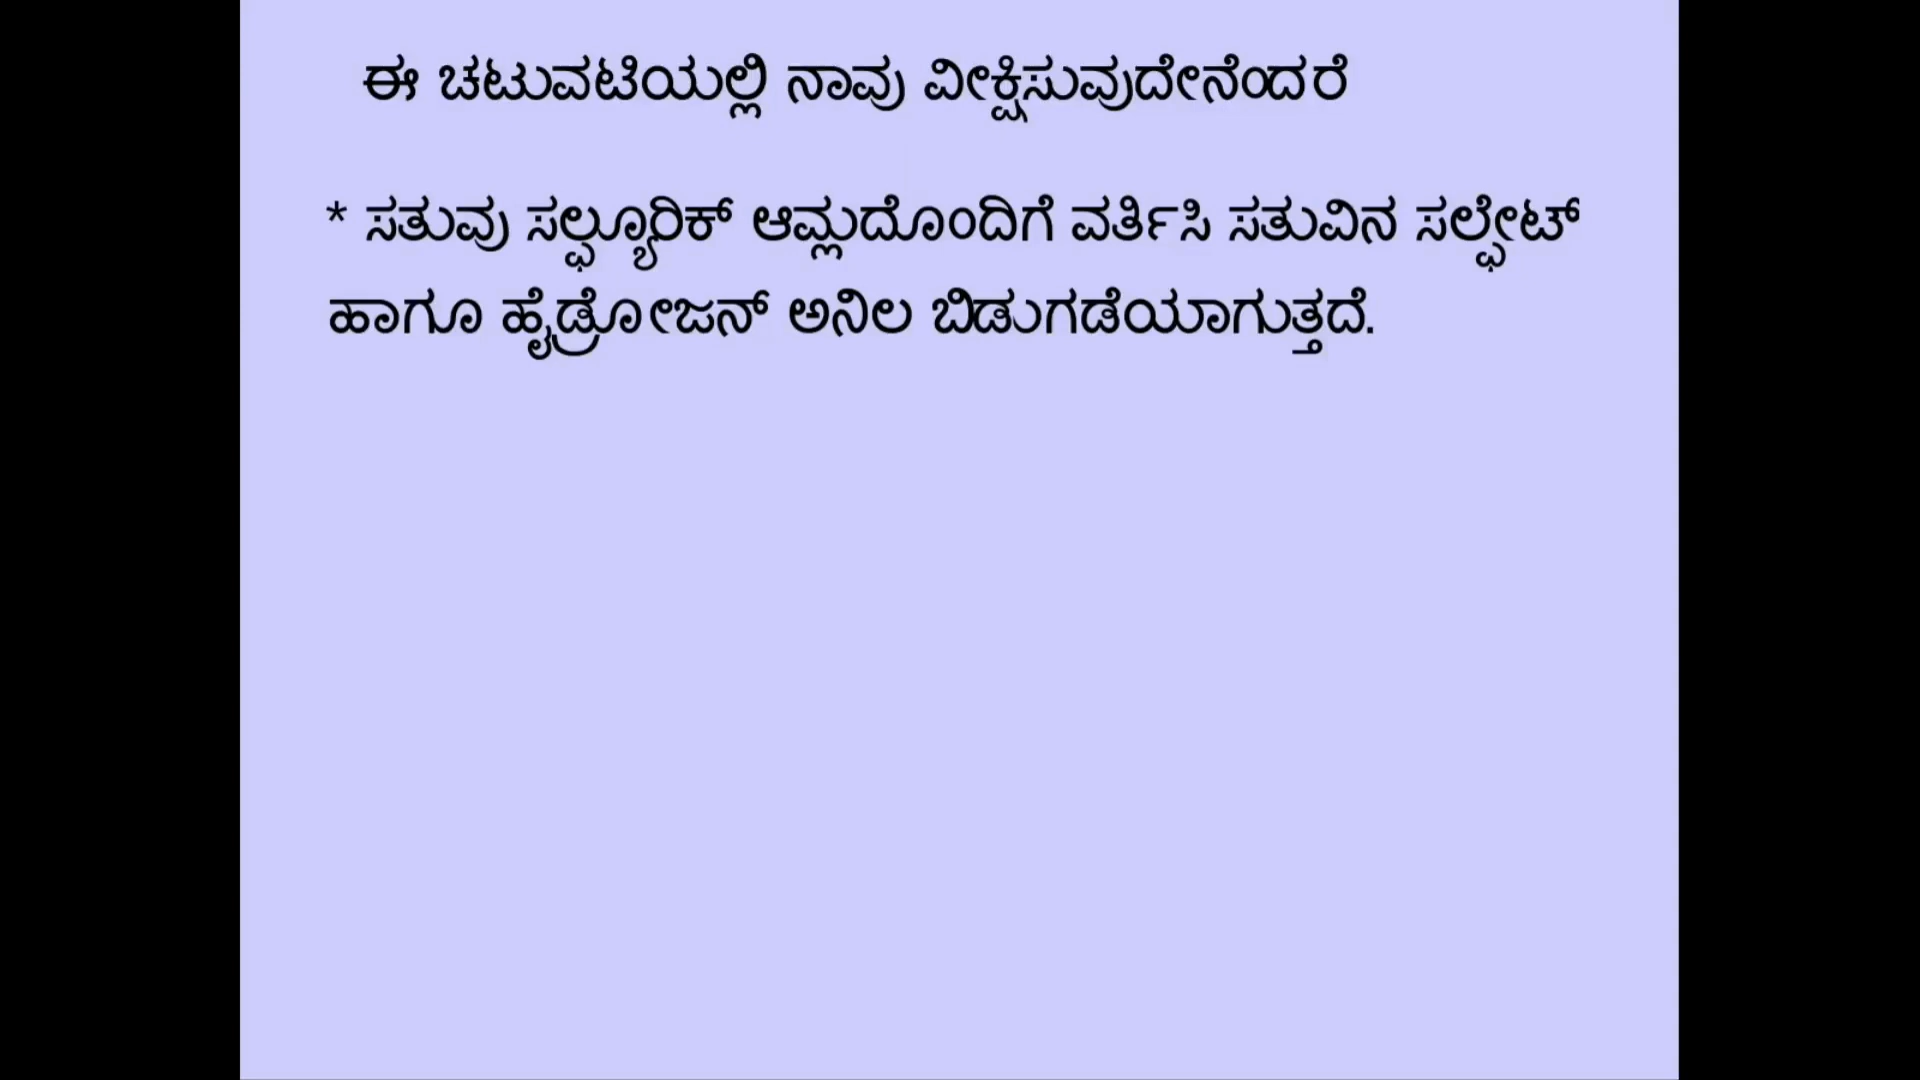 ಈ ಚಟುವಟಿಯಲ್ಲಿ ನಾವು ವೀಕ್ಷಿಸುವುದೇನೆಂದರೆ
* ಸತುವು ಸಲ್ಫ್ಯೂರಿಕ್ ಆಮ್ಲದೊಂದಿಗೆ ವರ್ತಿಸಿ ಸತುವಿನ ಸಲ್ಫೇಟ್
ಹಾಗೂ ಹೈಡ್ರೋಜನ್ ಅನಿಲ ಬಿಡುಗಡೆಯಾಗುತ್ತದೆ.